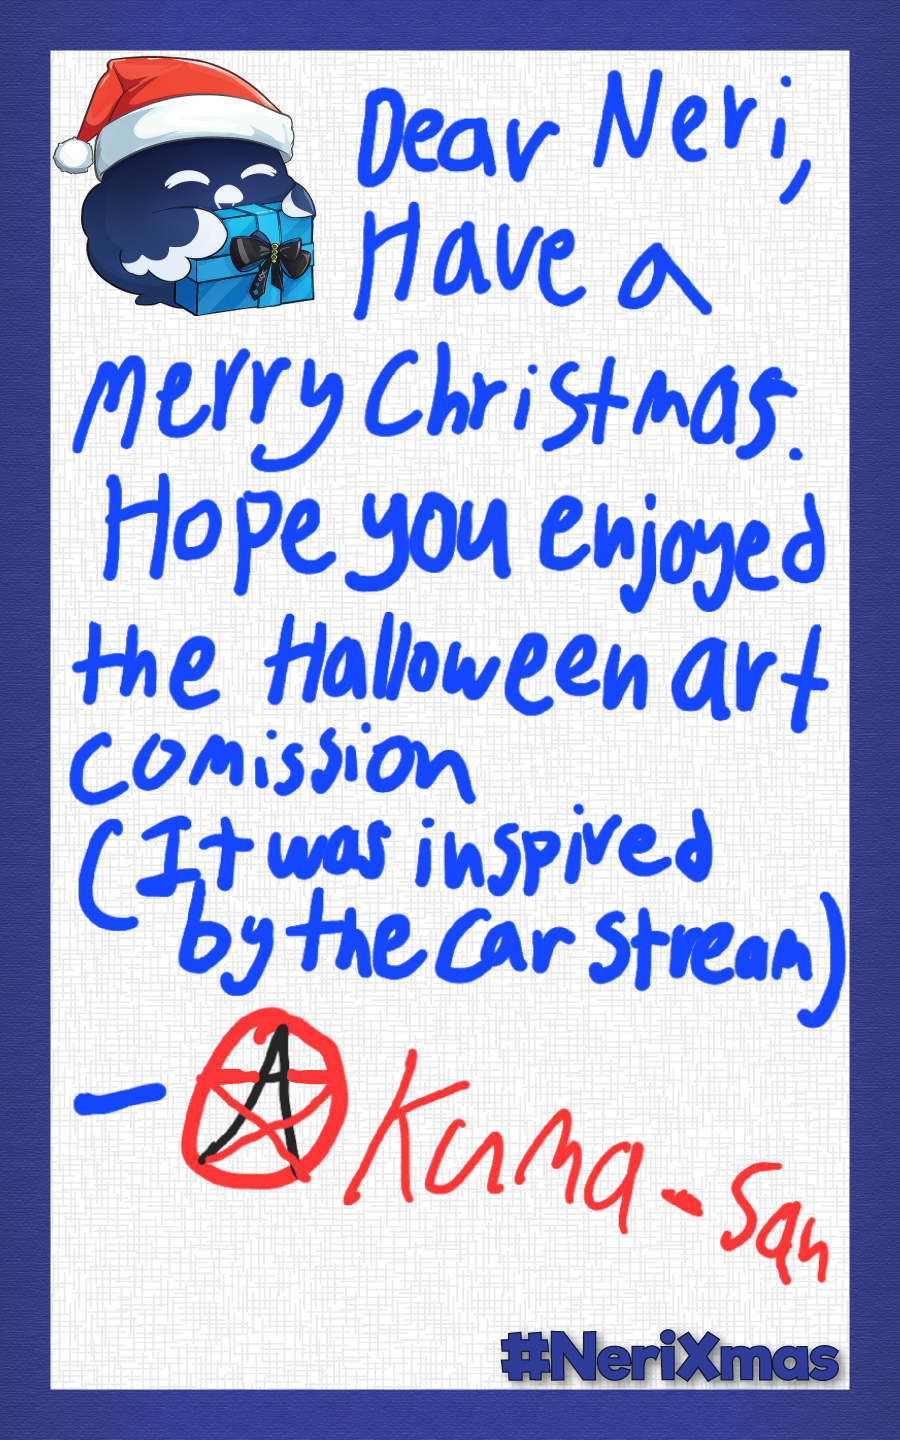 Dear Neri,
Have a
Merry Christmas.
Hope you enjoyed
the Halloween art
comission
(It was inspired
by the car stream)
- Akuma-san
#NeriXmas